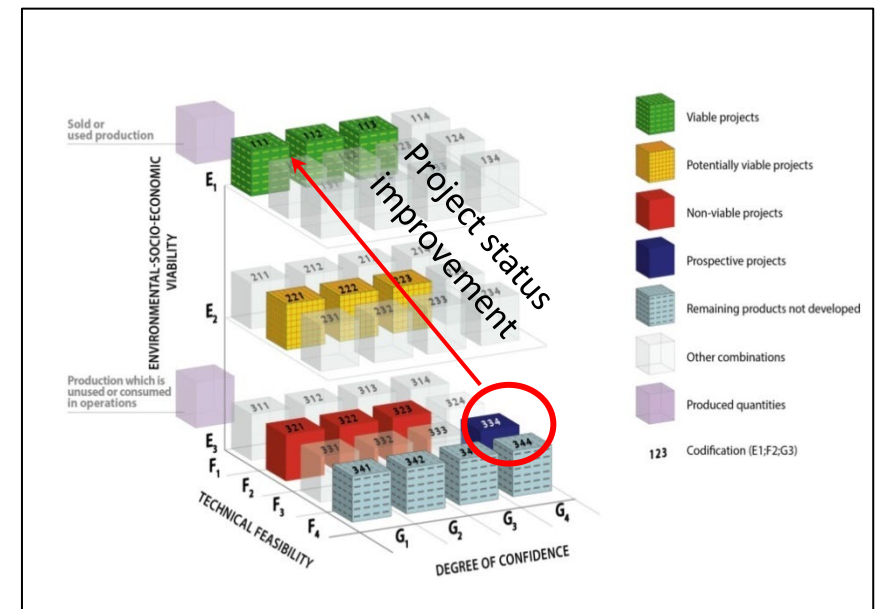 Sold or
used production
ENVIRONMENTAL-SOCIO-ECONOMIC
VIABILITY
Production which is
unused or consumed
in operations
E1
E2
E3
111
112
113
114
124
134
211
212
221
222
223
231
232
233
311
312
313
314
321
322
323
324
331
332
333
334
341
342
344
Project status
improvement
F1
F2
F3
F4
TECHNICAL FEASIBILITY
G1
G2
G3
G4
DEGREE OF CONFIDENCE
Viable projects
Potentially viable projects
Non-viable projects
Prospective projects
Remaining products not developed
Other combinations
Produced quantities
123 Codification (E1;F2;G3)